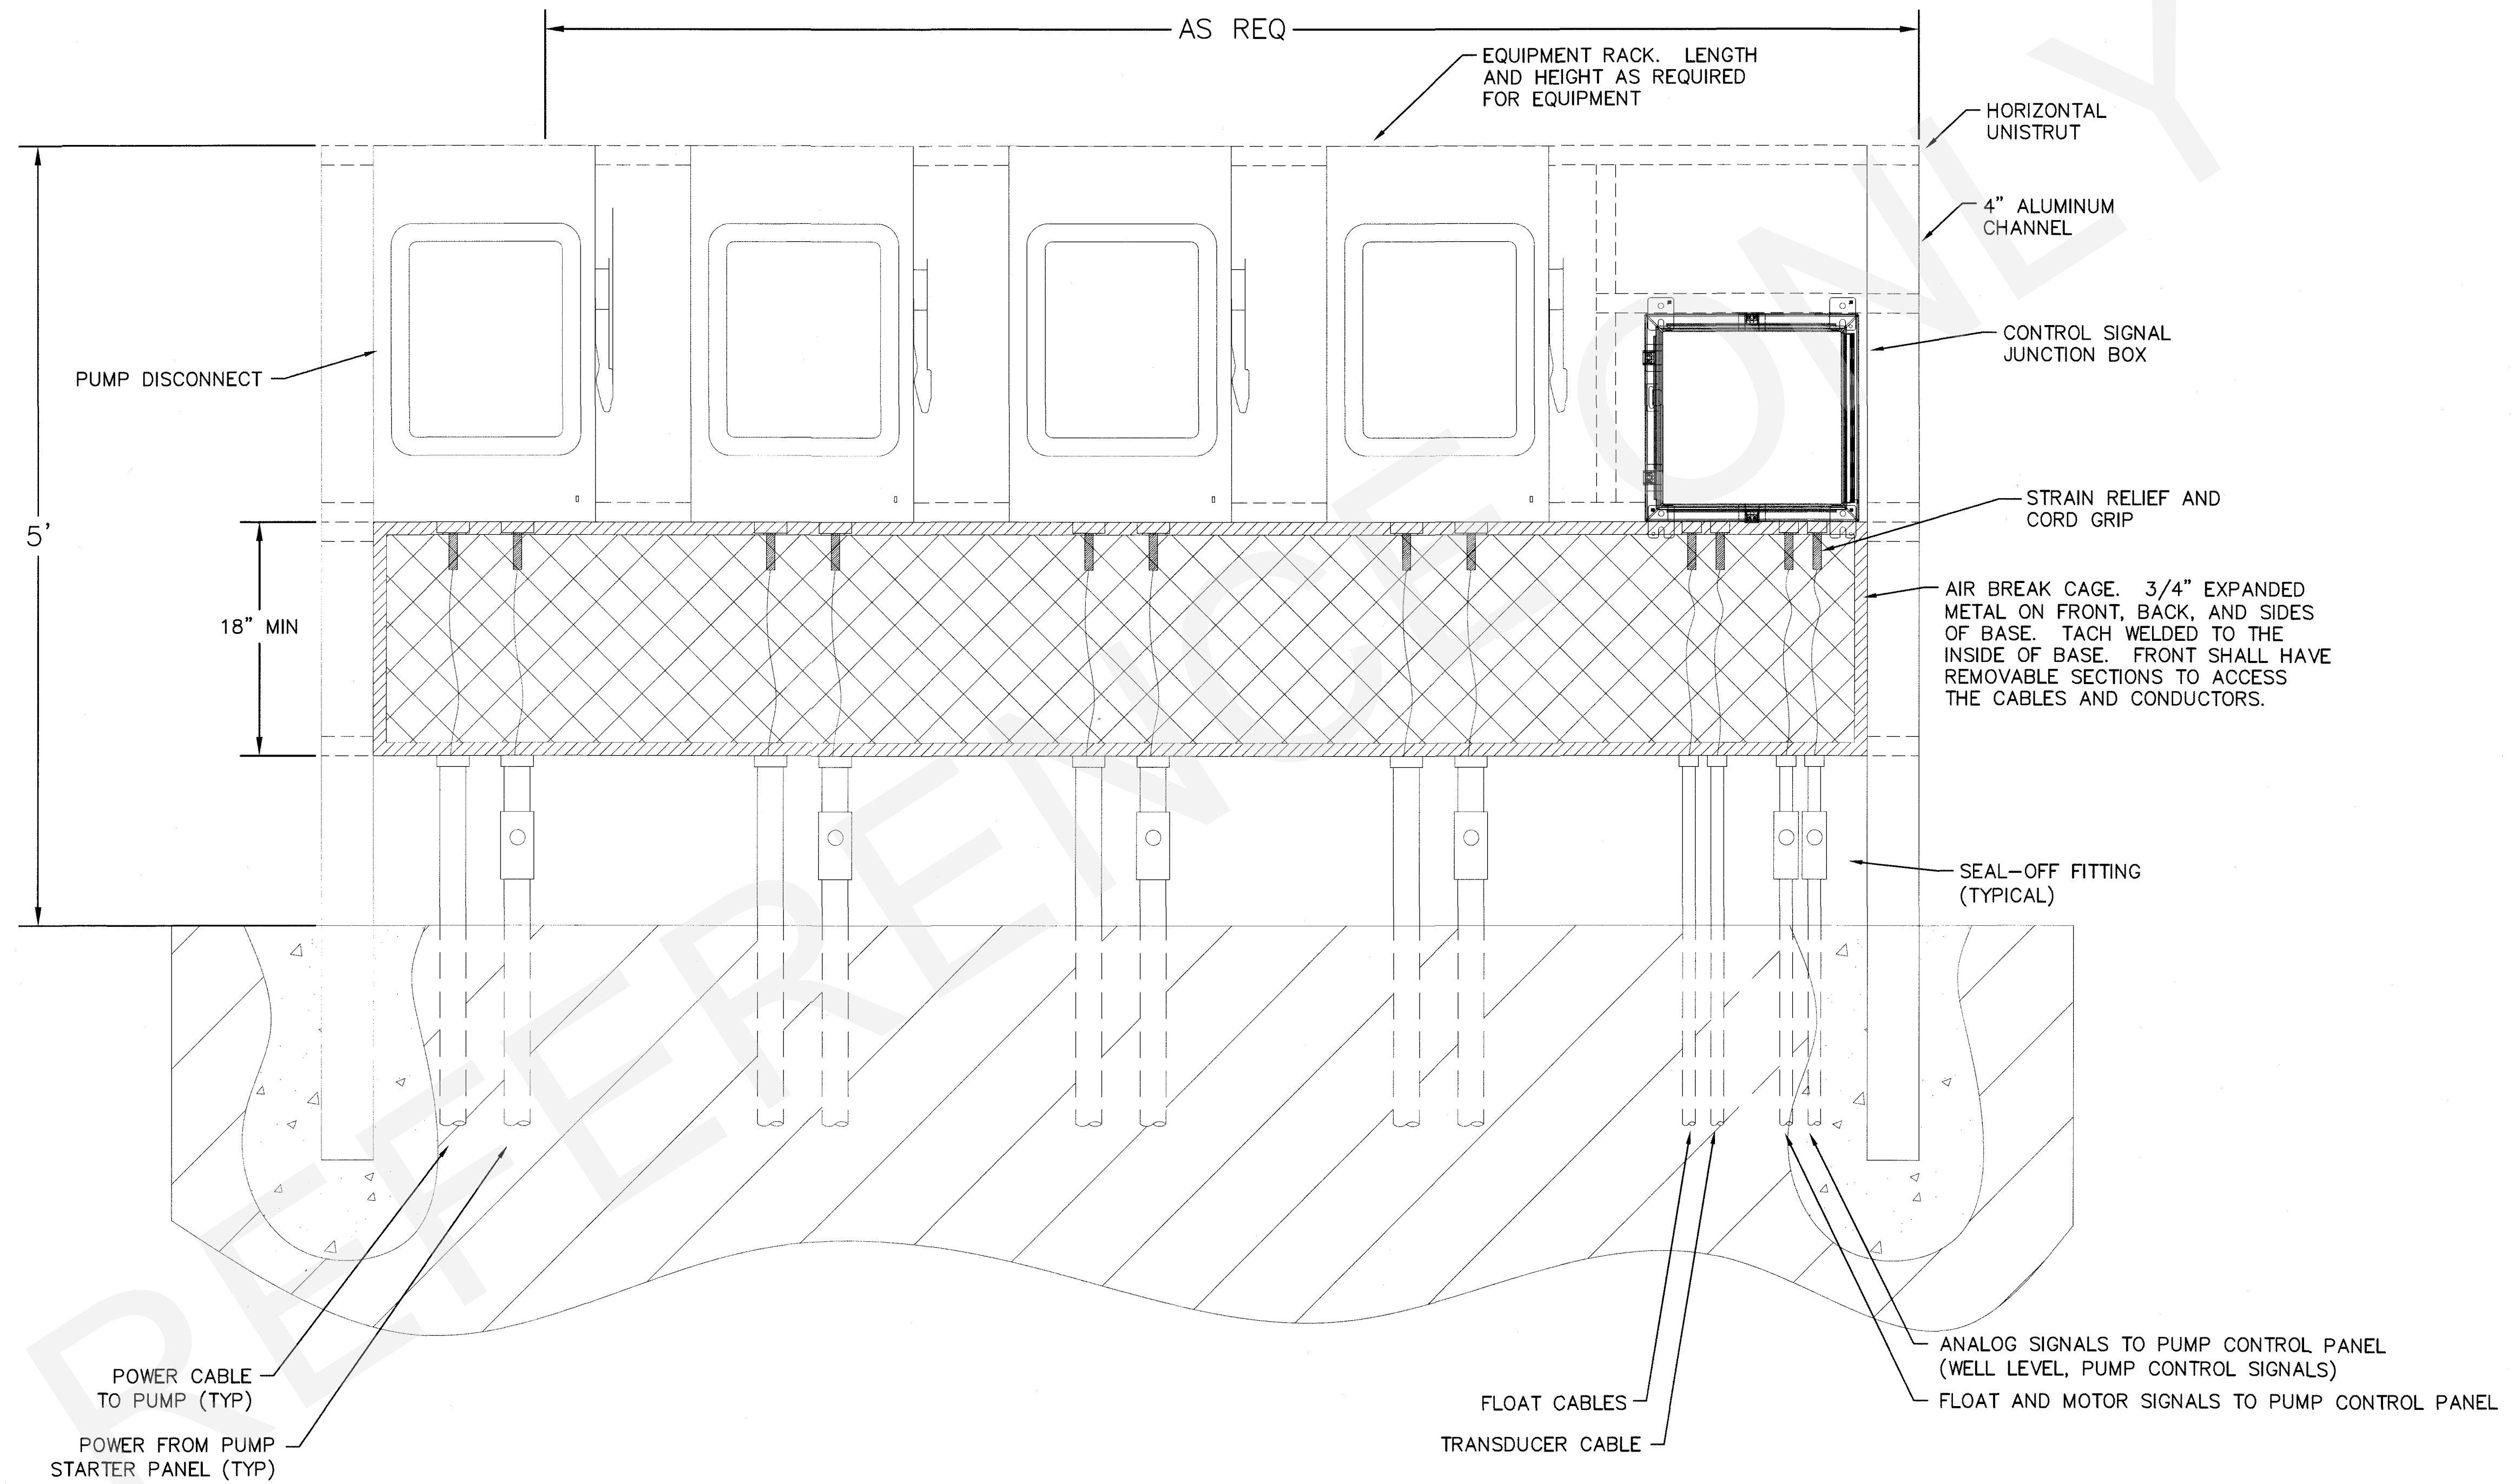 AS REQ
EQUIPMENT RACK. LENGTH
AND HEIGHT AS REQUIRED
FOR EQUIPMENT
HORIZONTAL
UNISTRUT
4" ALUMINUM
CHANNEL
CONTROL SIGNAL
JUNCTION BOX
PUMP DISCONNECT
STRAIN RELIEF AND
CORD GRIP
5'
18" MIN
AIR BREAK CAGE. 3/4" EXPANDED
METAL ON FRONT, BACK, AND SIDES
OF BASE. TACH WELDED TO THE
INSIDE OF BASE. FRONT SHALL HAVE
REMOVABLE SECTIONS TO ACCESS
THE CABLES AND CONDUCTORS.
SEAL-OFF FITTING
(TYPICAL)
POWER CABLE
TO PUMP (TYP)
POWER FROM PUMP
STARTER PANEL (TYP)
FLOAT CABLES
TRANSDUCER CABLE
ANALOG SIGNALS TO PUMP CONTROL PANEL
(WELL LEVEL, PUMP CONTROL SIGNALS)
FLOAT AND MOTOR SIGNALS TO PUMP CONTROL PANEL
REFERENCE ONLY